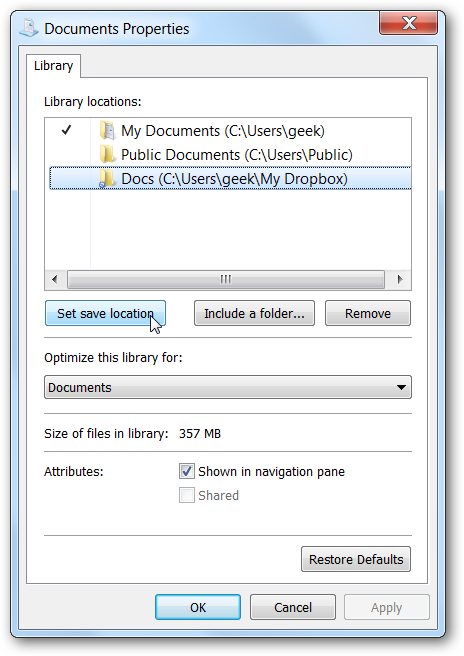 Documents Properties
Library
Library locations:
My Documents (C:\Users\geek)
Public Documents (C:\Users\Public)
Docs (C:\Users\geek\My Dropbox)
Set save location Include a folder... Remove
Optimize this library for:
Documents
Size of files in library: 357 MB
Attributes: Shown in navigation pane
Shared
Restore Defaults
OK Cancel Apply